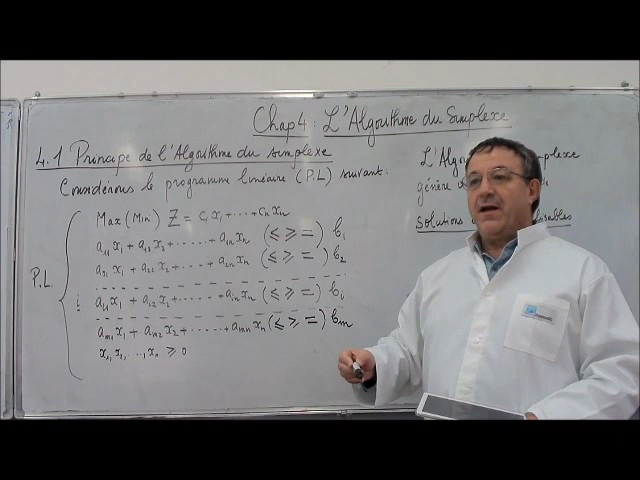 Chap 4 : L'Algorithme du Simplexe
4.1 Principe de l'Algorithme du simplexe
Considérons le programme linéaire (P.L) suivant:
Max (Min) Z = c₁x₁ + ⋯ + cₙxₙ
a₁₁x₁ + a₁₂x₂ + ⋯ + a₁ₙxₙ (≤ ≥ =) b₁
a₂₁x₁ + a₂₂x₂ + ⋯ + a₂ₙxₙ (≤ ≥ =) b₂
P.L.
aᵢ₁x₁ + aᵢ₂x₂ + ⋯ + aᵢₙxₙ (≤ ≥ =) bᵢ
aₘ₁x₁ + aₘ₂x₂ + ⋯ + aₘₙxₙ (≤ ≥ =) bₘ
x₁, x₂, ..., xₙ ≥ 0
L'Algo
génère
Solutions